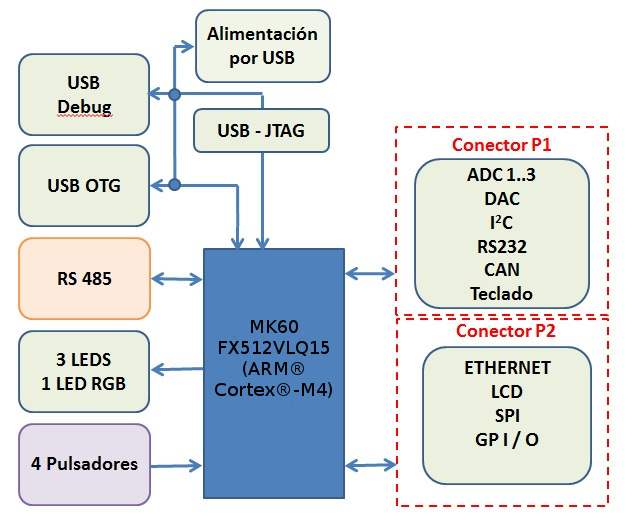 Alimentación
por USB
USB
Debug
USB - JTAG
USB OTG
RS 485
3 LEDS
1 LED RGB
4 Pulsadores
MK60
FX512VLQ15
(ARM®
Cortex®-M4)
Conector P1
ADC 1..3
DAC
I²C
RS232
CAN
Teclado
Conector P2
ETHERNET
LCD
SPI
GP I / O